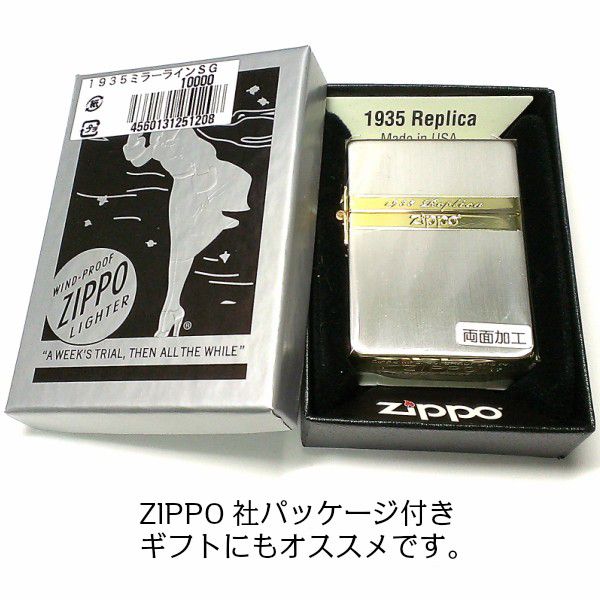 1935ミラーラインSG
10000
紙
プラ
4560131251208
WIND-PROOF
ZIPPO
LIGHTER
®
"A WEEK'S TRIAL, THEN ALL THE WHILE"
1935 Replica
Made in USA
1935 Replica
Zippo
両面加工
zippo
ZIPPO 社パッケージ付き
ギフトにもオススメです。